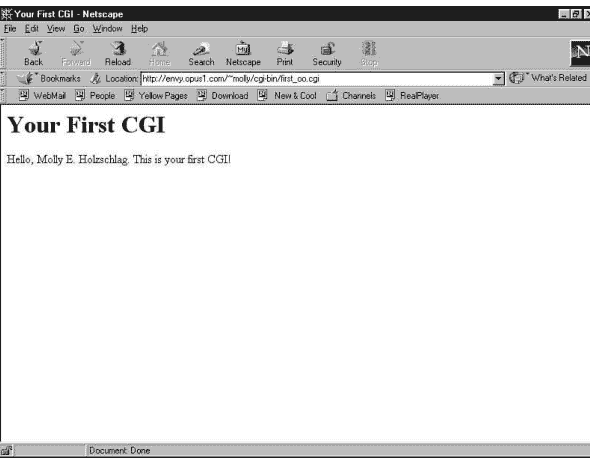 Your First CGI - Netscape
File Edit View Go Window Help
Back Forward Reload Home Search Netscape Print Security Stop
Bookmarks Location: http://envy.opus1.com/~molly/cgi-bin/first_oo.cgi What's Related
WebMail People Yellow Pages Download New & Cool Channels RealPlayer
Your First CGI
Hello, Molly E. Holzschlag. This is your first CGI!
Document: Done